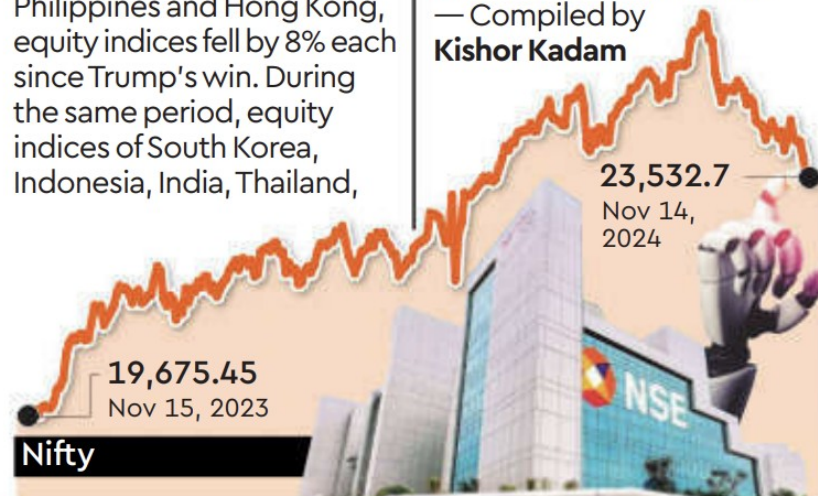 Philippines and Hong Kong,
equity indices fell by 8% each
since Trump's win. During
the same period, equity
indices of South Korea,
Indonesia, India, Thailand,
— Compiled by
Kishor Kadam
23,532.7
Nov 14,
2024
19,675.45
Nov 15, 2023
NSE
Nifty